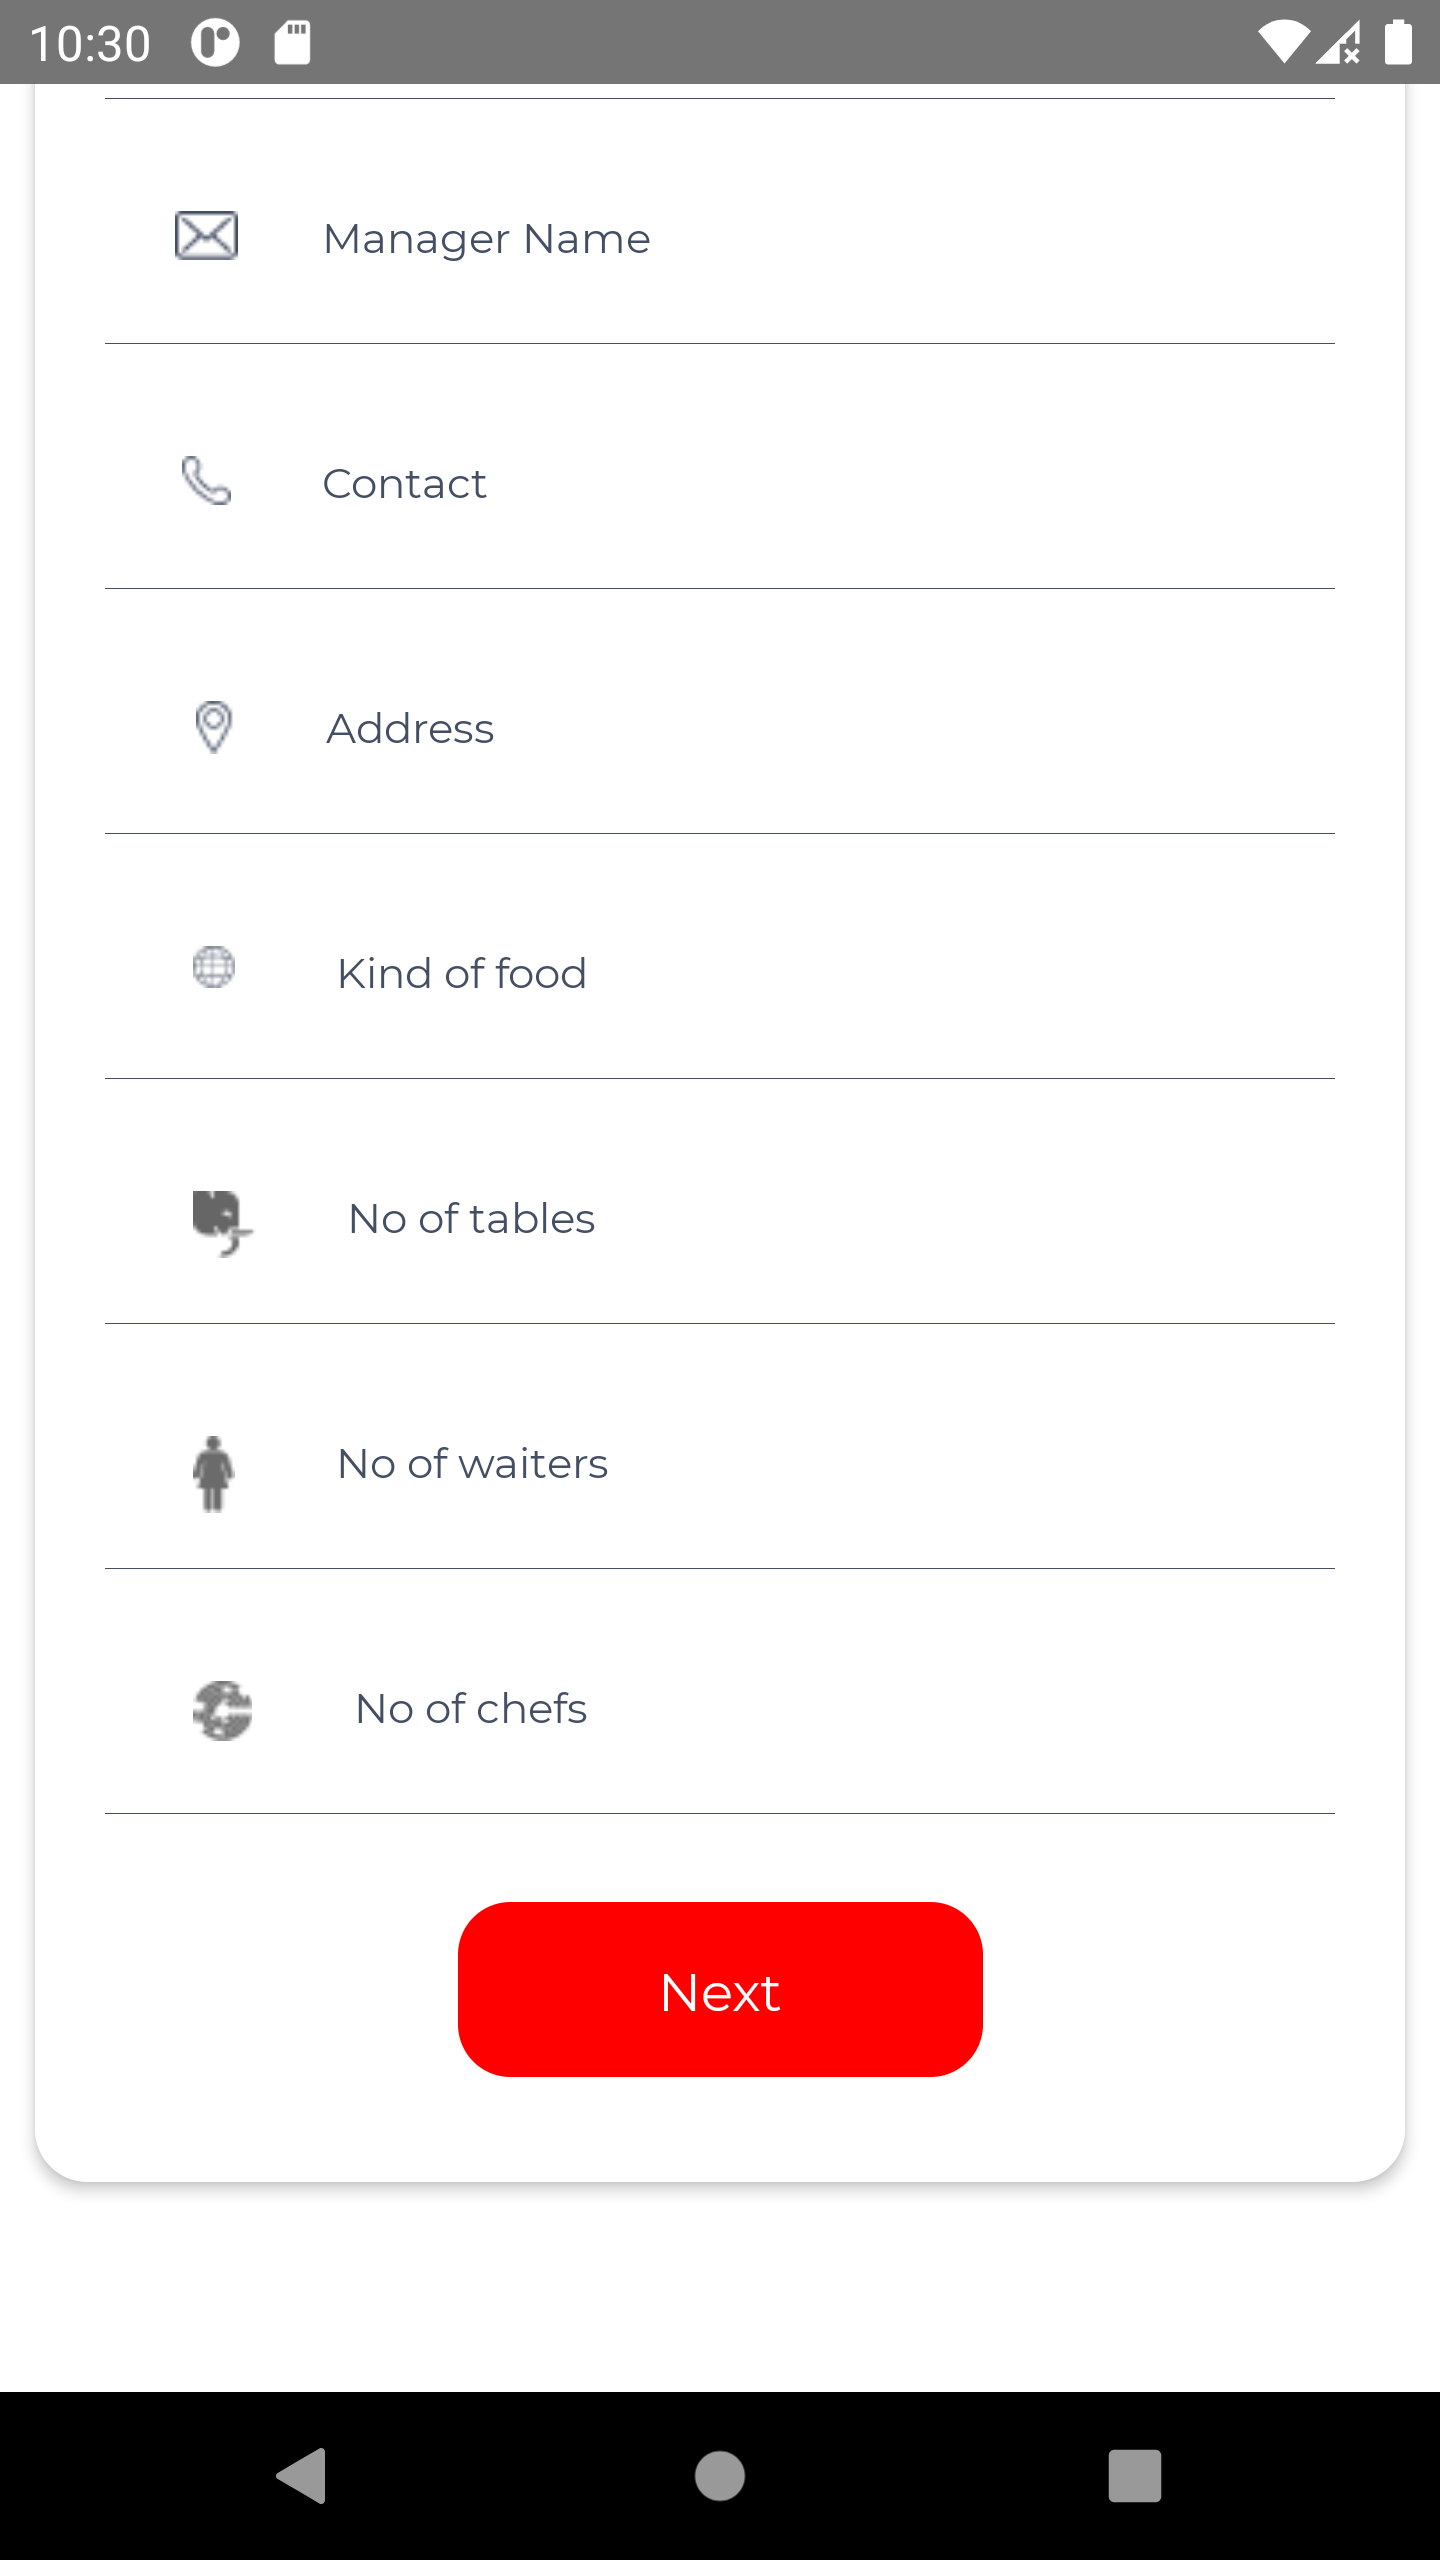 10:30
Manager Name
Contact
Address
Kind of food
No of tables
No of waiters
No of chefs
Next